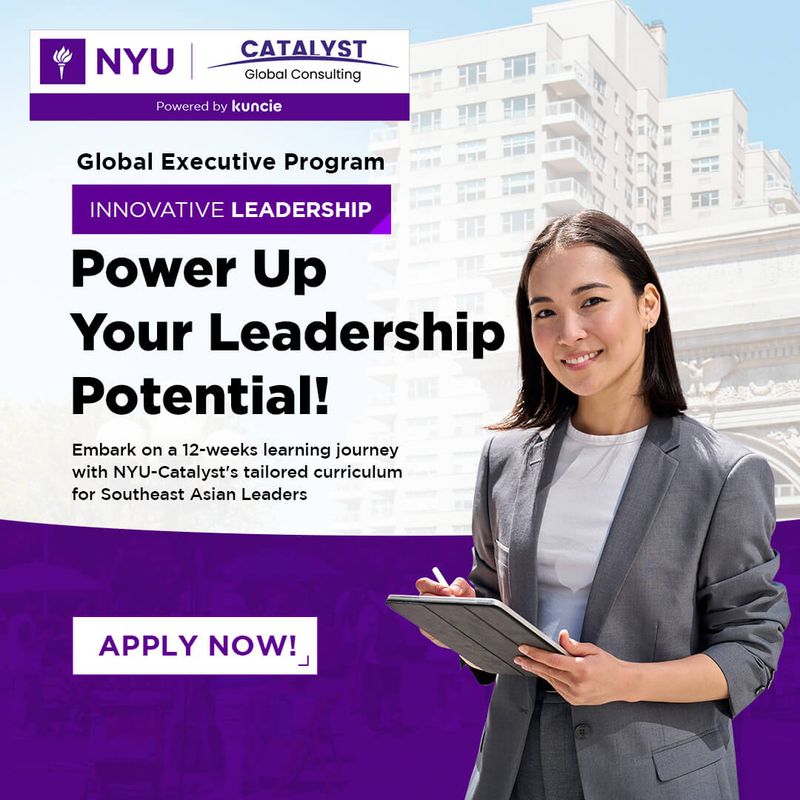 NYU
CATALYST
Global Consulting
Powered by kuncie
Global Executive Program
INNOVATIVE LEADERSHIP
Power Up
Your Leadership
Potential!
Embark on a 12-weeks learning journey
with NYU-Catalyst's tailored curriculum
for Southeast Asian Leaders
APPLY NOW!